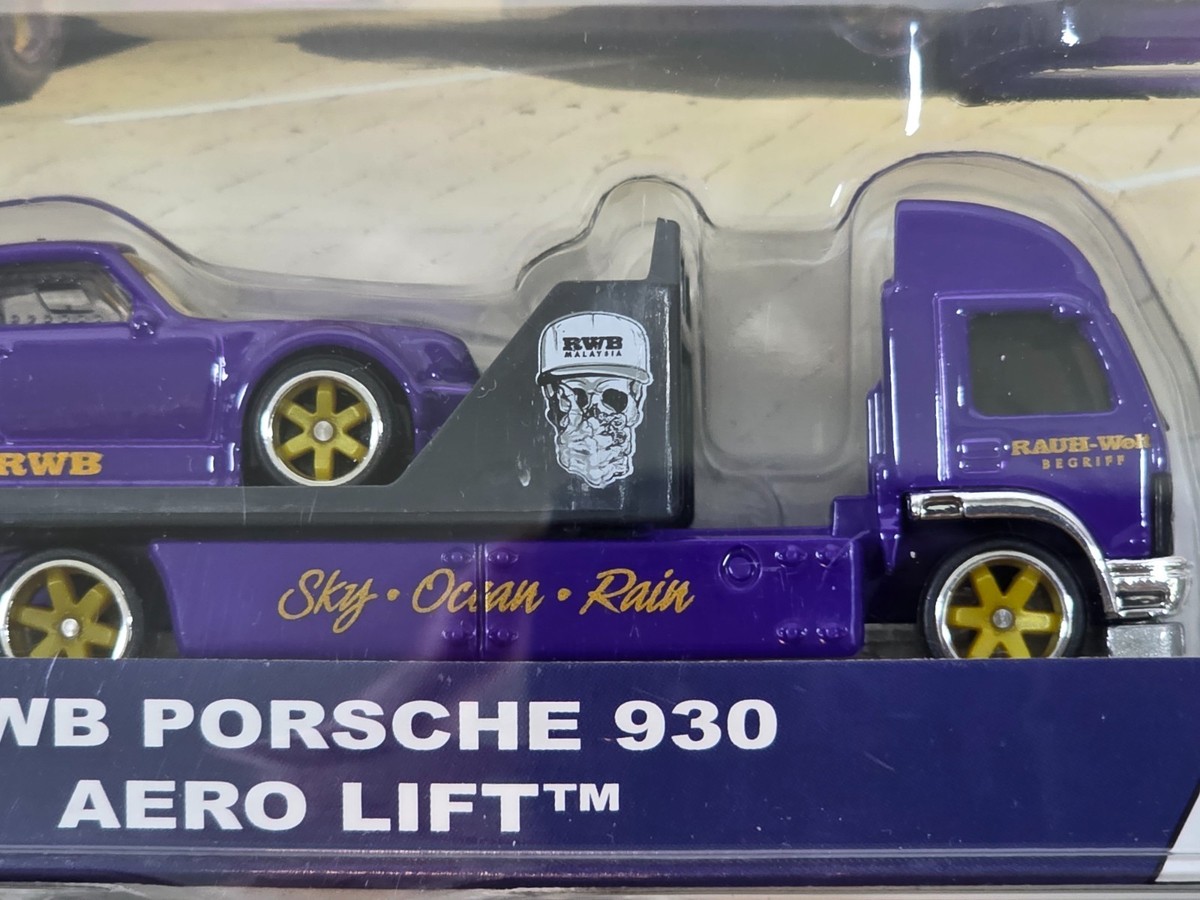 RWB
MALAYSIA
RWB
RAUH-Welt
BEGRIFF
Sky • Ocean • Rain
WB PORSCHE 930
AERO LIFT™